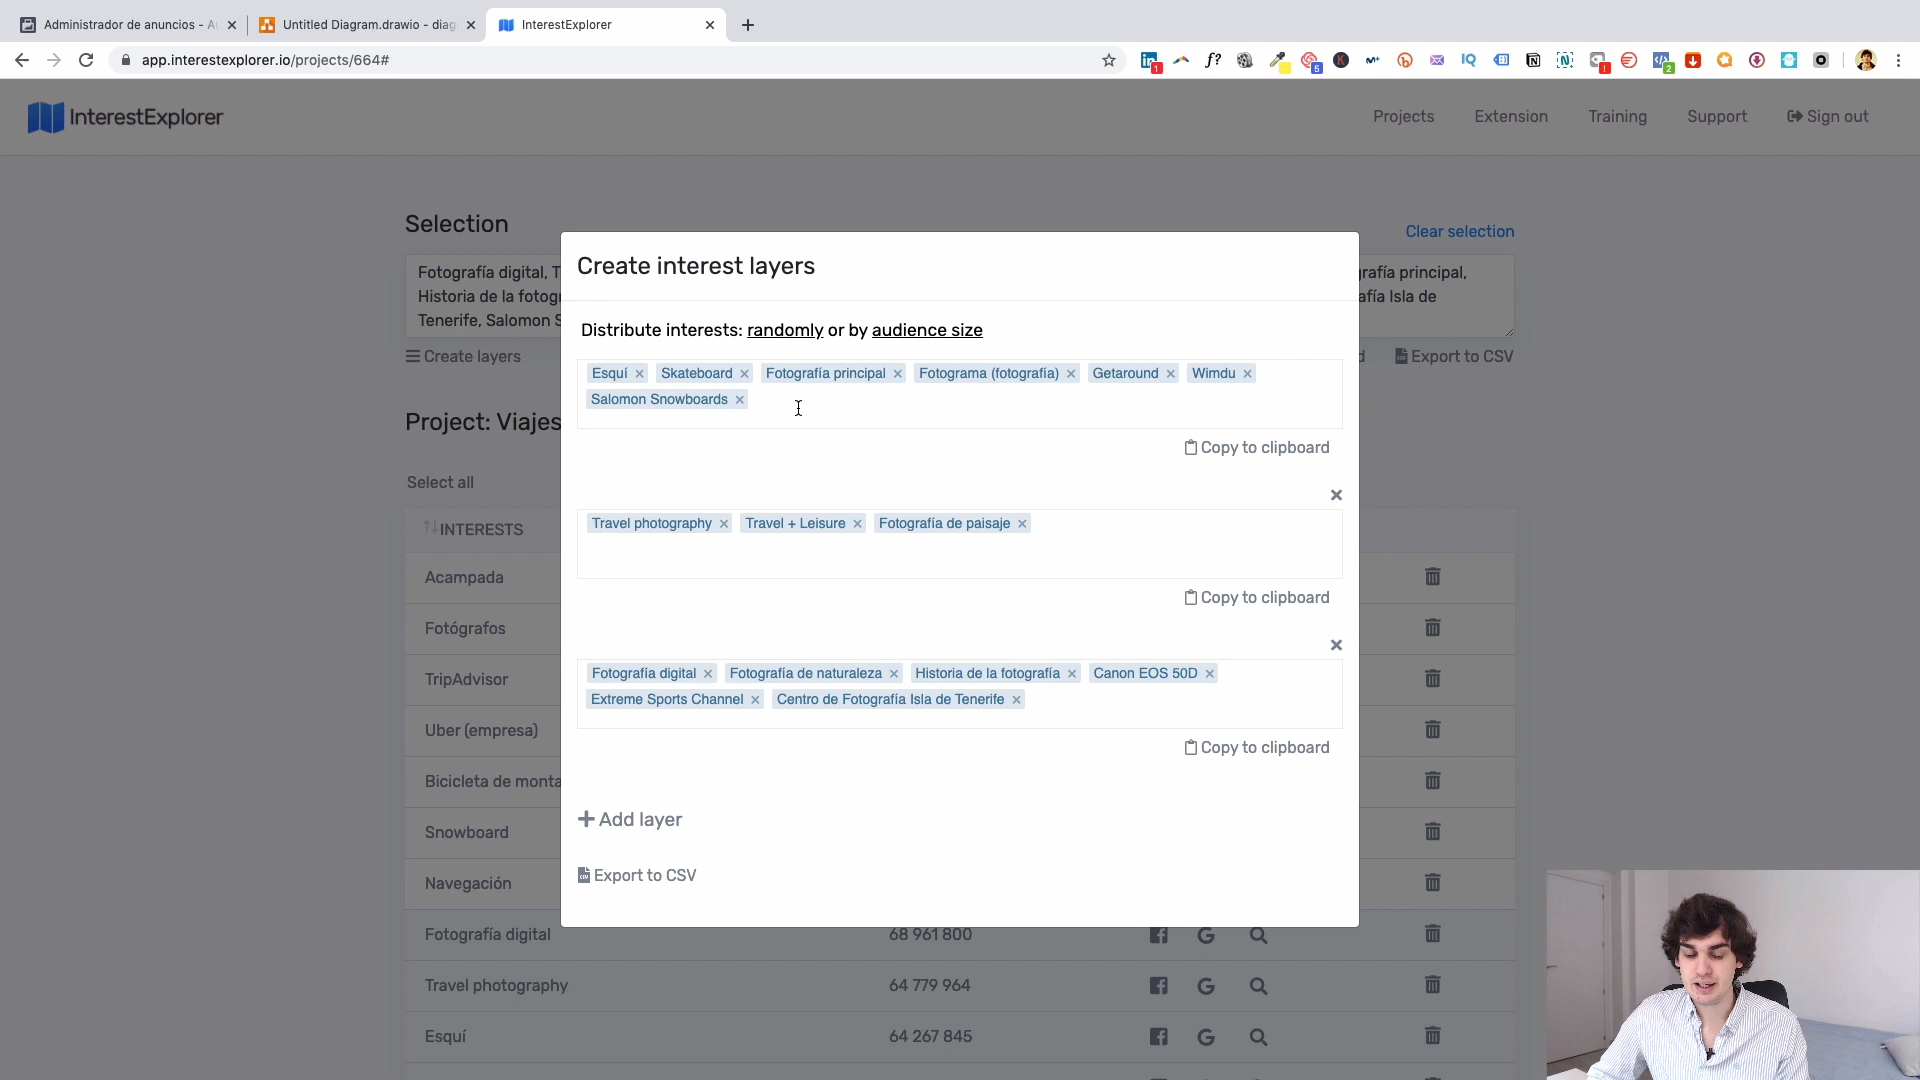 Administrador de anuncios - A
Untitled Diagram.drawio - diag
InterestExplorer
app.interestexplorer.io/projects/664#
InterestExplorer
Projects
Extension
Training
Support
Sign out
Selection
Clear selection
Fotografía digital, T
grafía principal,
Historia de la fotog
afía Isla de
Tenerife, Salomon S
Create layers
Export to CSV
Project: Viajes
Select all
INTERESTS
Acampada
Fotógrafos
TripAdvisor
Uber (empresa)
Bicicleta de monta
Snowboard
Navegación
Fotografía digital 68 961 800
Travel photography 64 779 964
Esquí 64 267 845
Create interest layers
Distribute interests: randomly or by audience size
Esquí × Skateboard × Fotografía principal × Fotograma (fotografía) × Getaround × Wimdu ×
Salomon Snowboards ×
Copy to clipboard
Travel photography × Travel + Leisure × Fotografía de paisaje ×
Copy to clipboard
Fotografía digital × Fotografía de naturaleza × Historia de la fotografía × Canon EOS 50D ×
Extreme Sports Channel × Centro de Fotografía Isla de Tenerife ×
Copy to clipboard
Add layer
Export to CSV